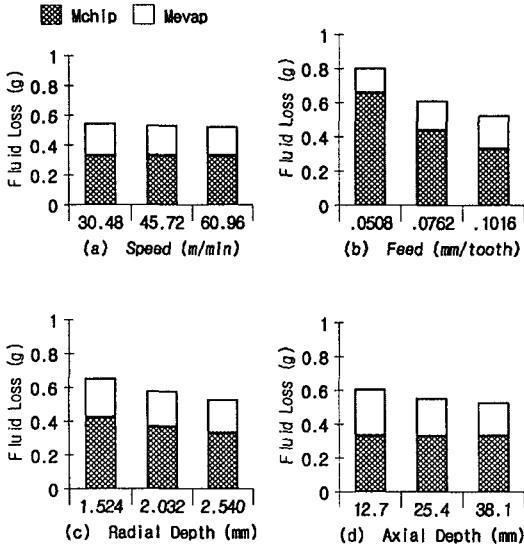 Mchip Mevap
Fluid Loss (g)
1
0.8
0.6
0.4
0.2
0
30.48 45.72 60.96
(a) Speed (m/min)
Fluid Loss (g)
1
0.8
0.6
0.4
0.2
0
.0508 .0762 .1016
(b) Feed (mm/tooth)
Fluid Loss (g)
1
0.8
0.6
0.4
0.2
0
1.524 2.032 2.540
(c) Radial Depth (mm)
Fluid Loss (g)
1
0.8
0.6
0.4
0.2
0
12.7 25.4 38.1
(d) Axial Depth (mm)